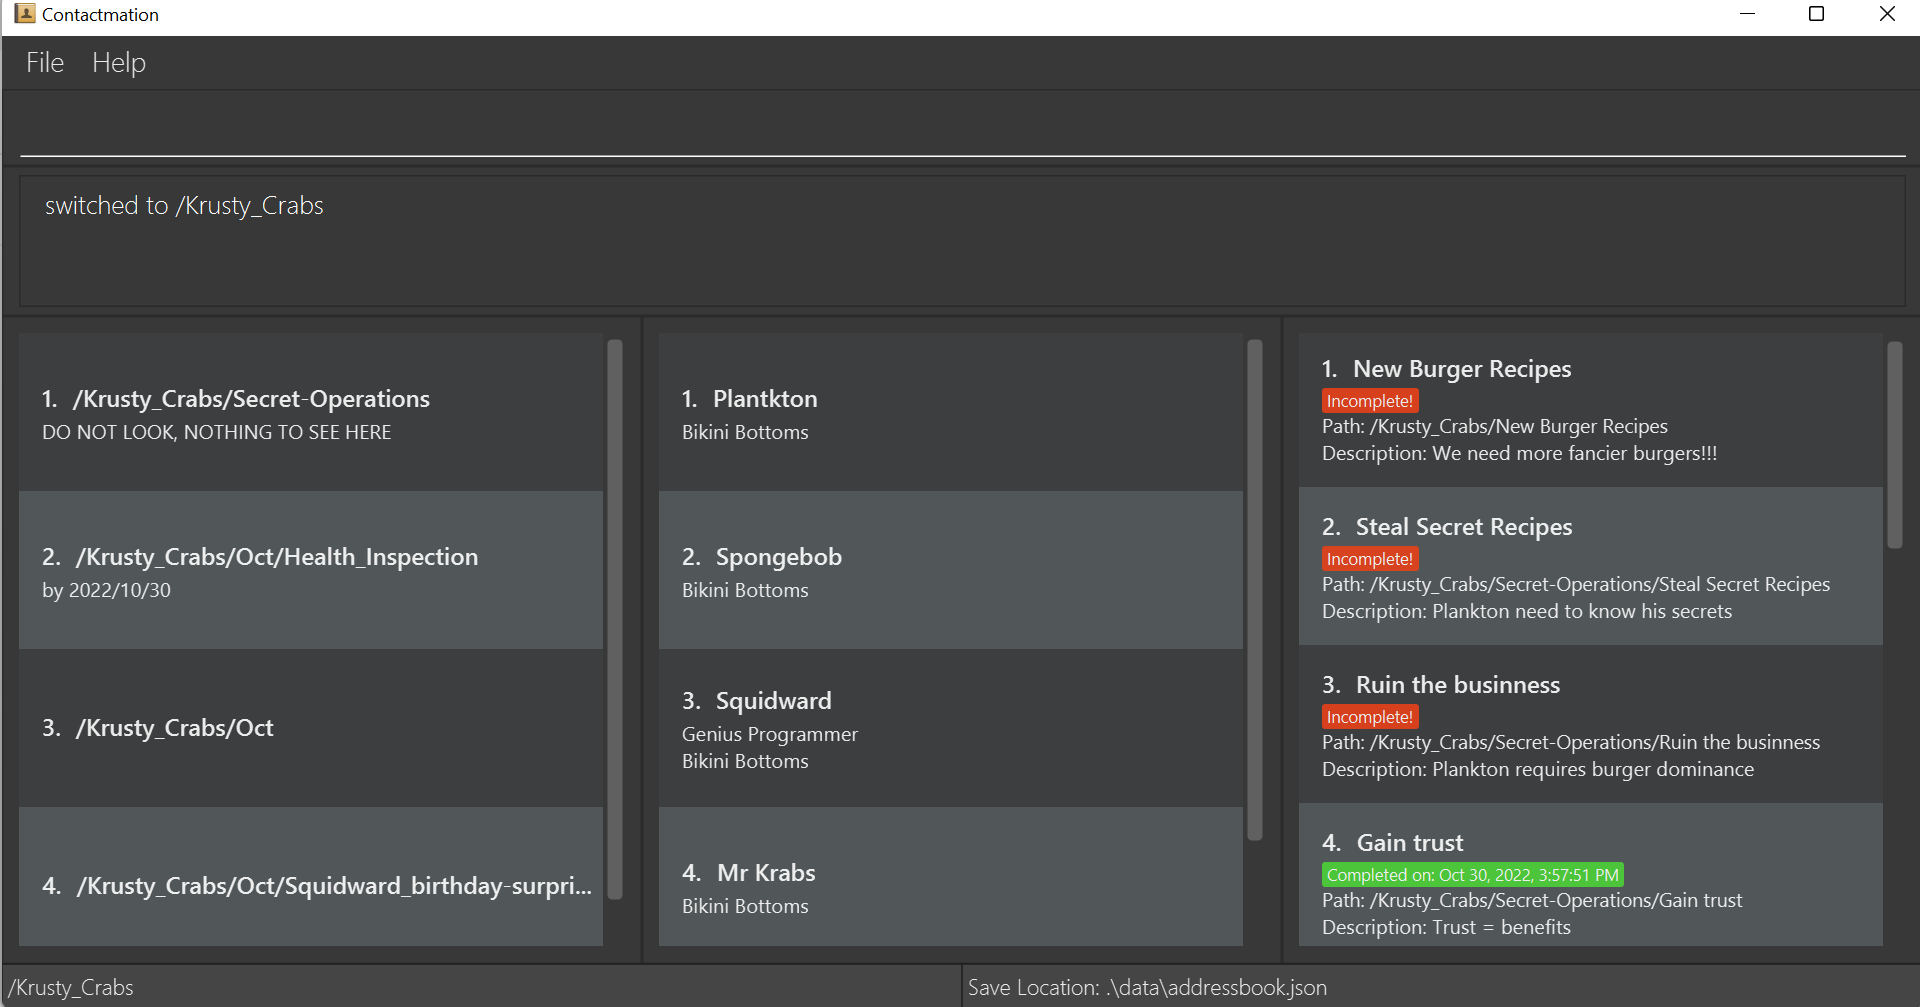 Contactmation
File Help
switched to /Krusty_Crabs
1. /Krusty_Crabs/Secret-Operations
DO NOT LOOK, NOTHING TO SEE HERE
2. /Krusty_Crabs/Oct/Health_Inspection
by 2022/10/30
3. /Krusty_Crabs/Oct
4. /Krusty_Crabs/Oct/Squidward_birthday-surpri...
1. Plantkton
Bikini Bottoms
2. Spongebob
Bikini Bottoms
3. Squidward
Genius Programmer
Bikini Bottoms
4. Mr Krabs
Bikini Bottoms
1. New Burger Recipes
Incomplete!
Path: /Krusty_Crabs/New Burger Recipes
Description: We need more fancier burgers!!!
2. Steal Secret Recipes
Incomplete!
Path: /Krusty_Crabs/Secret-Operations/Steal Secret Recipes
Description: Plankton need to know his secrets
3. Ruin the businness
Incomplete!
Path: /Krusty_Crabs/Secret-Operations/Ruin the businness
Description: Plankton requires burger dominance
4. Gain trust
Completed on: Oct 30, 2022, 3:57:51 PM
Path: /Krusty_Crabs/Secret-Operations/Gain trust
Description: Trust = benefits
/Krusty_Crabs
Save Location: .\data\addressbook.json